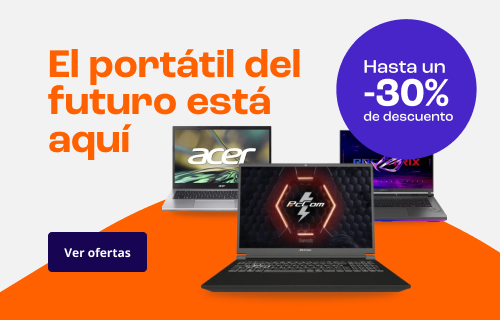 El portátil del
futuro está
aquí
Hasta un
-30%
de descuento
acer
PcCom
Ver ofertas